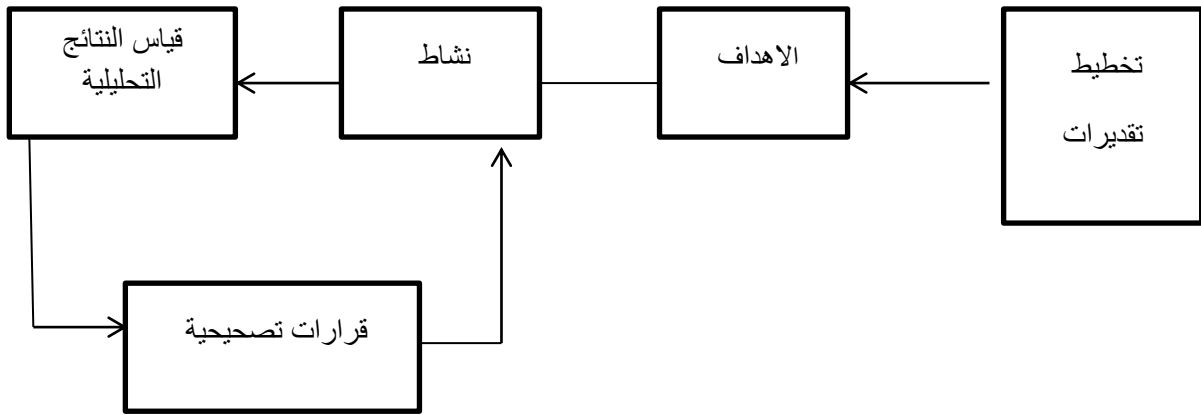 تخطيط
تقديرات
الاهداف
نشاط
قياس النتائج
التحليلية
قرارات تصحيحية